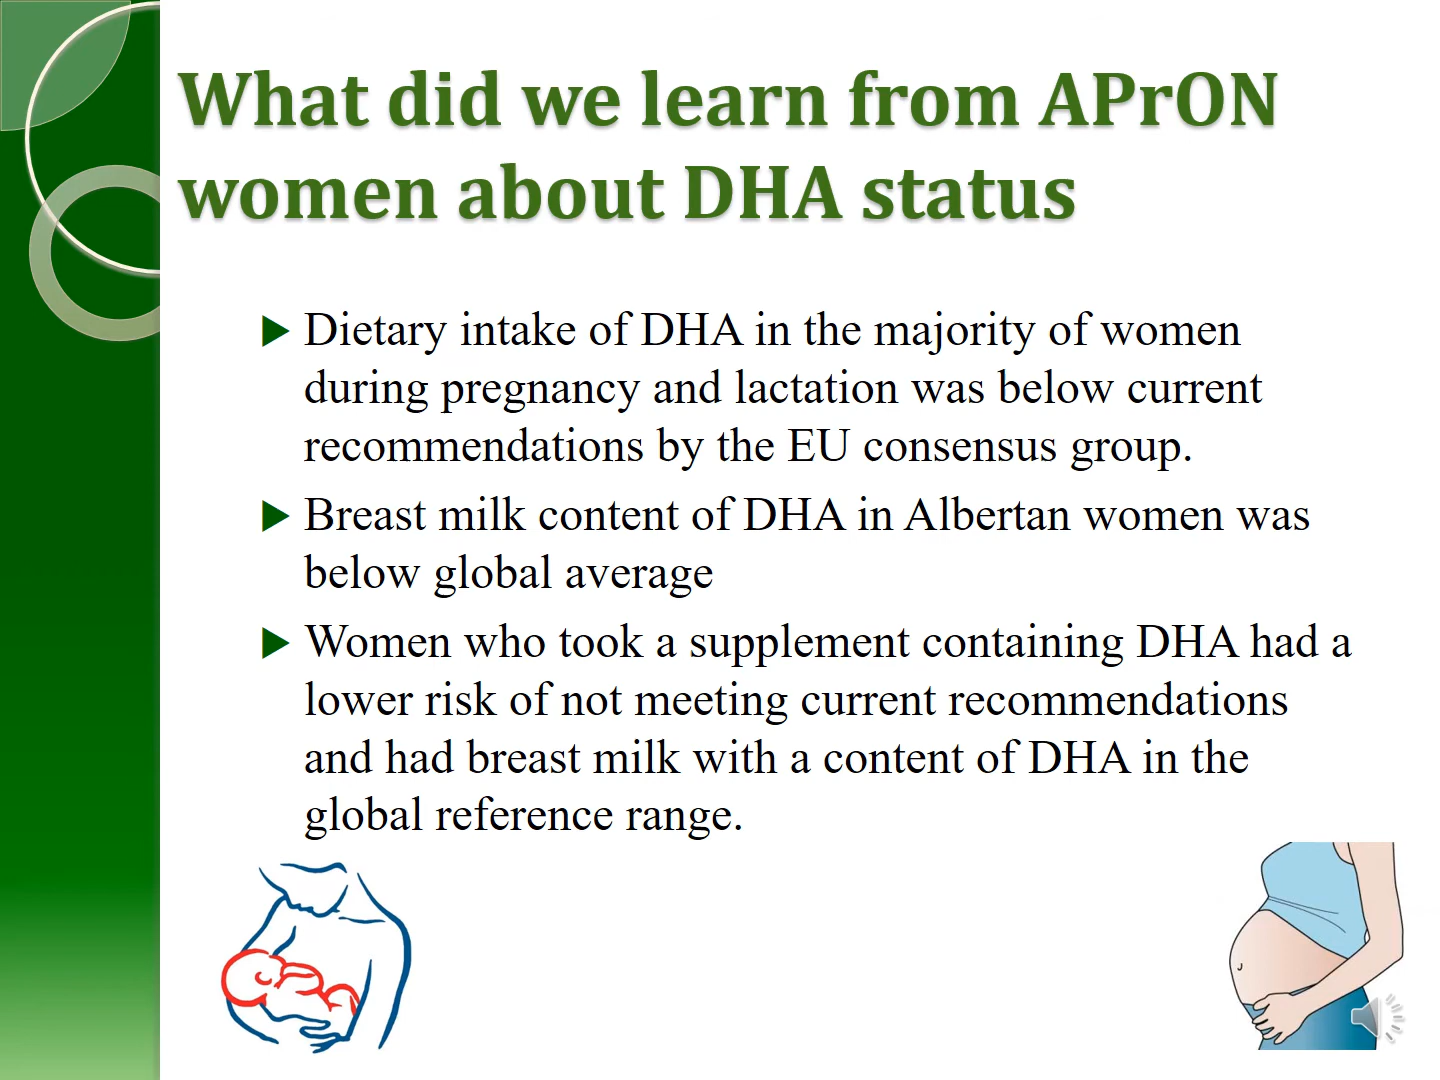 What did we learn from APrON
women about DHA status
Dietary intake of DHA in the majority of women
during pregnancy and lactation was below current
recommendations by the EU consensus group.
Breast milk content of DHA in Albertan women was
below global average
Women who took a supplement containing DHA had a
lower risk of not meeting current recommendations
and had breast milk with a content of DHA in the
global reference range.